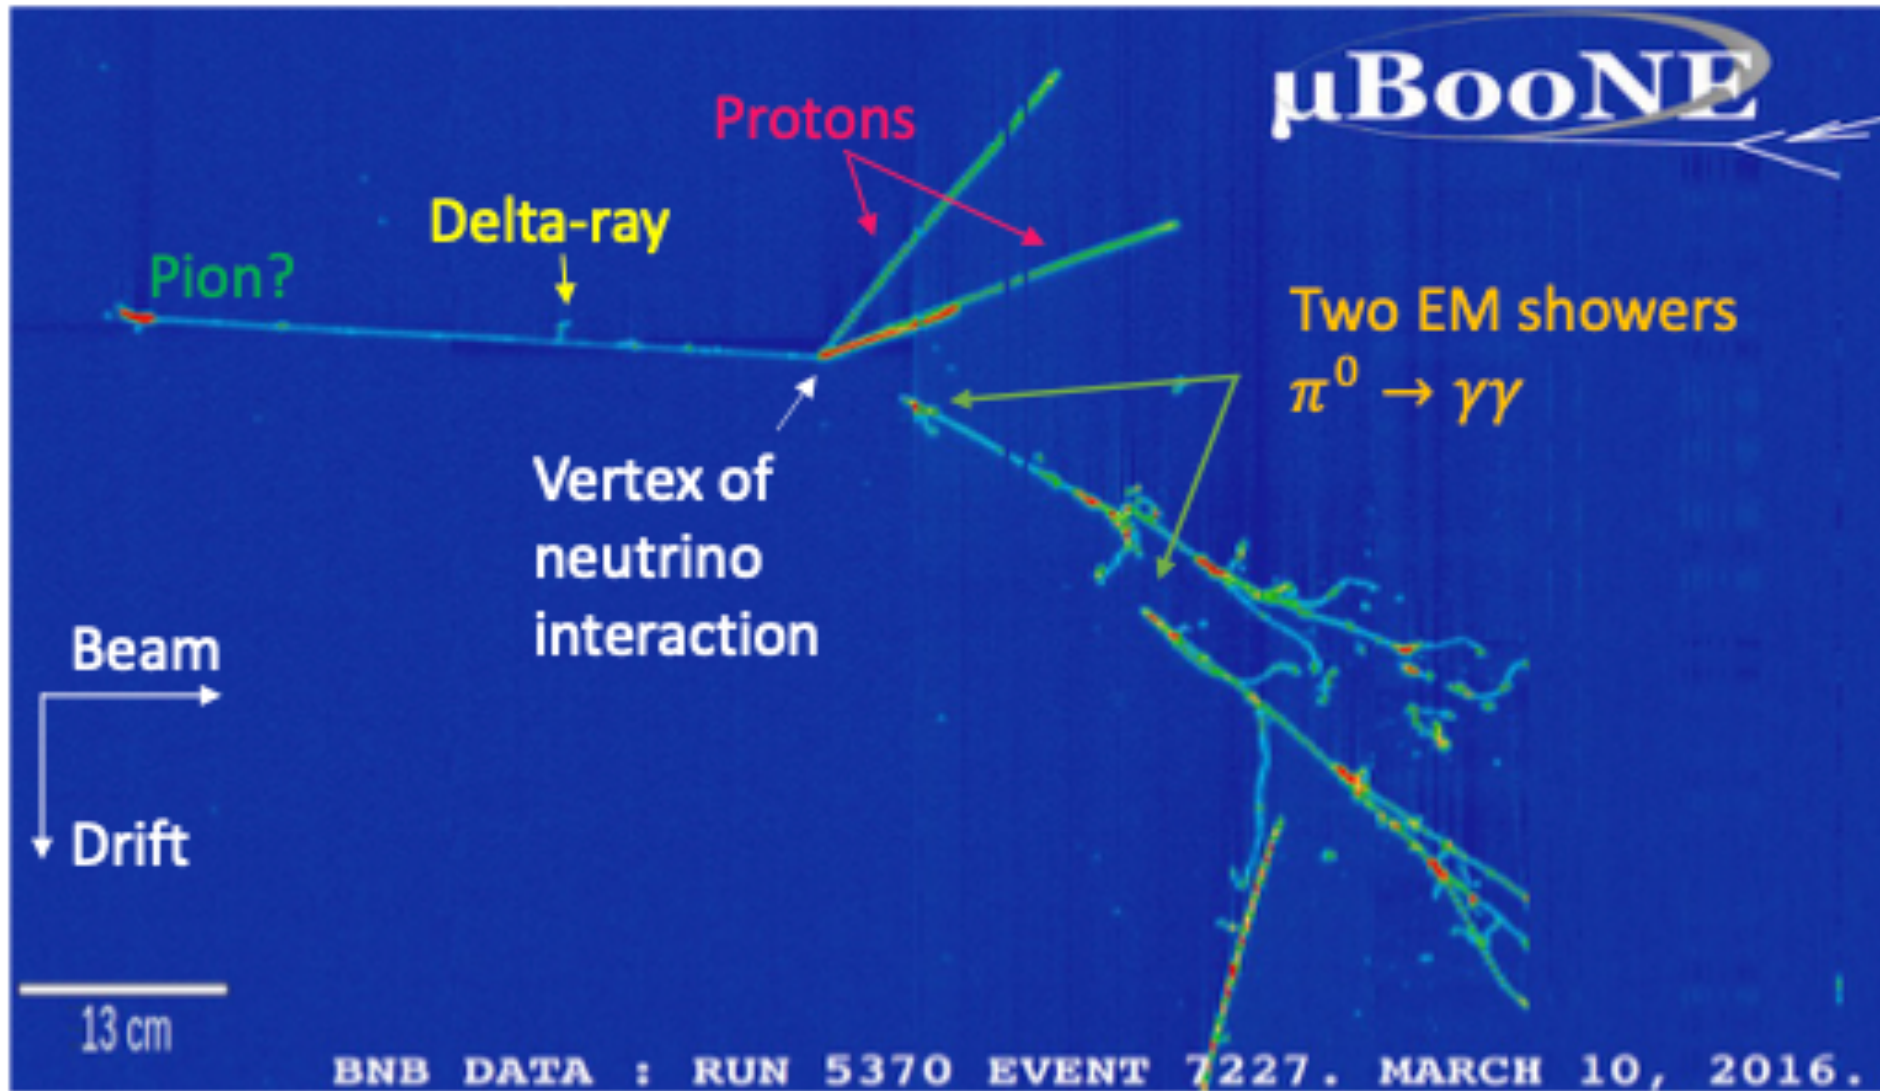 µBooNE
Protons
Delta-ray
Pion?
Two EM showers
π⁰ → γγ
Vertex of
neutrino
interaction
Beam
Drift
13 cm
BNB DATA : RUN 5370 EVENT 7227. MARCH 10, 2016.